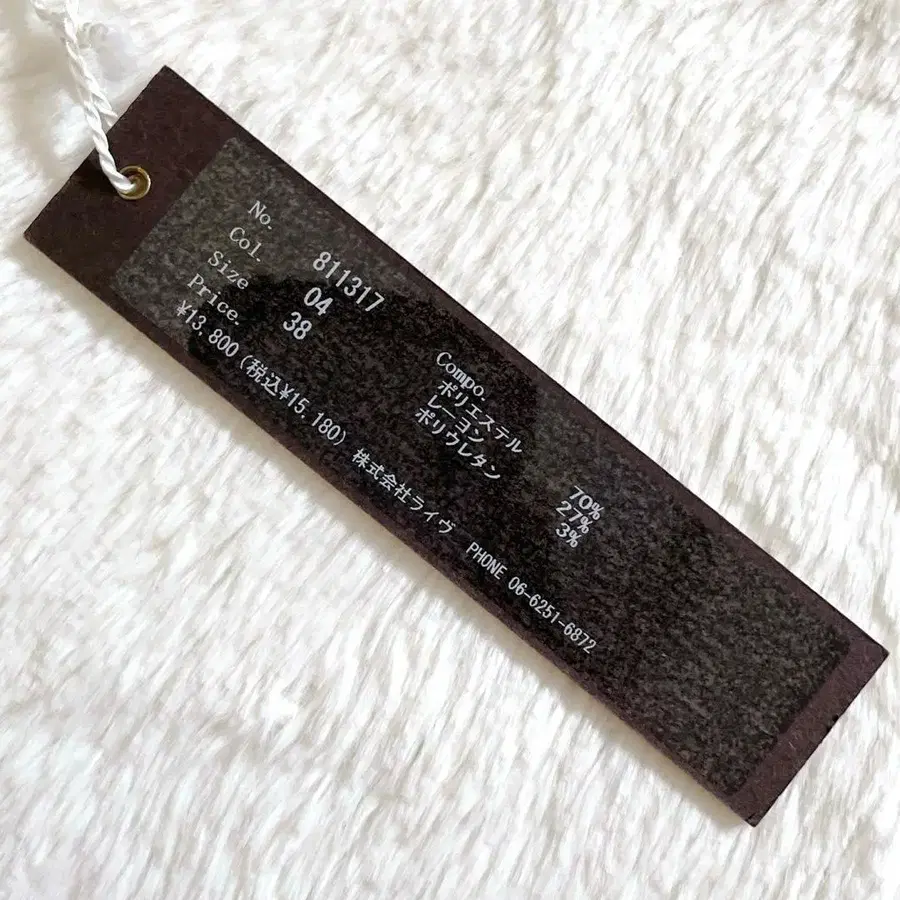 No. 811317
Col. 04
Size 38
Price.
¥13,800(税込¥15,180)
Compo.
ポリエステル 70%
レーヨン 27%
ポリウレタン 3%
株式会社ライヴ PHONE 06-6251-6872